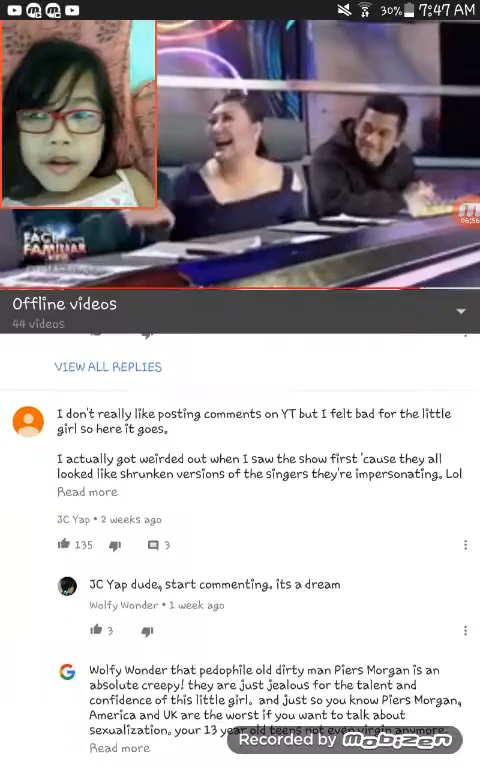 30% 7:47 AM
06:56
YOUR
FACE
FAMILIAR
Offline videos
44 videos
VIEW ALL REPLIES
I don't really like posting comments on YT but I felt bad for the little
girl so here it goes.
I actually got weirded out when I saw the show first 'cause they all
looked like shrunken versions of the singers they're impersonating. Lol
Read more
JC Yap • 2 weeks ago
135 3
JC Yap dude, start commenting. its a dream
Wolfy Wonder • 1 week ago
3
Wolfy Wonder that pedophile old dirty man Piers Morgan is an
absolute creepy! they are just jealous for the talent and
confidence of this little girl. and just so you know Piers Morgan,
America and UK are the worst if you want to talk about
sexualization. your 13 year old teens not even virgin anymore.
Read more
Recorded by mobizen